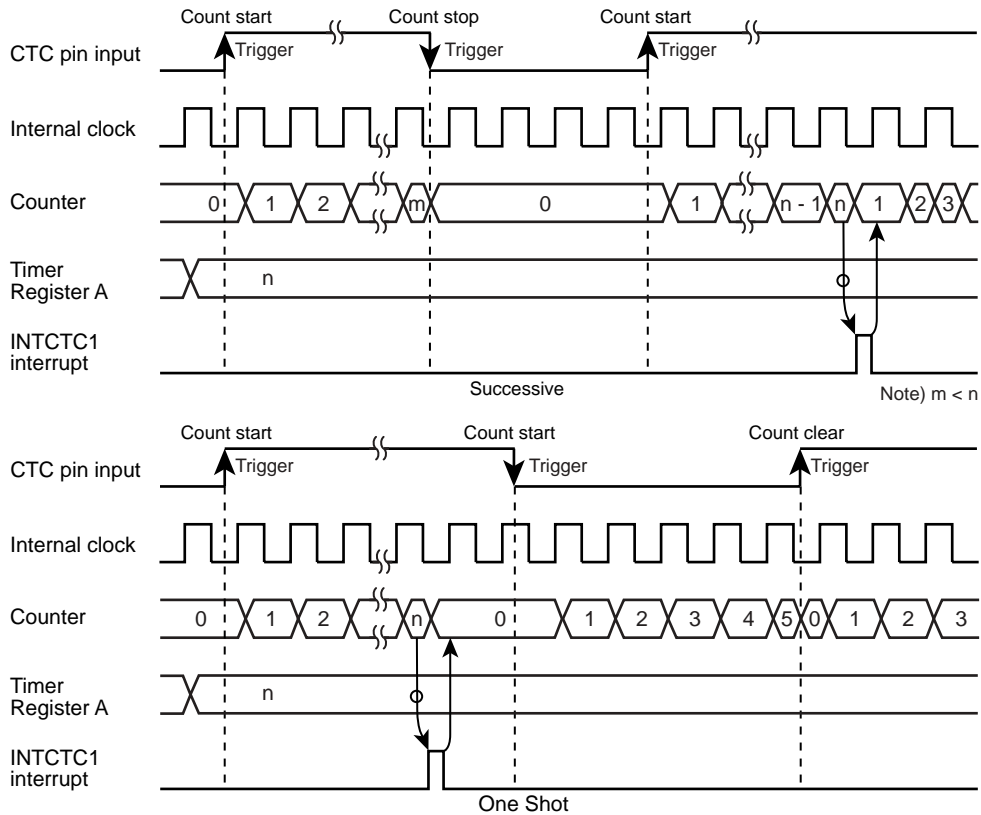 Count start Count stop Count start
CTC pin input Trigger Trigger Trigger
Internal clock
Counter 0 1 2 m 0 1 n - 1 n 1 2 3
Timer
Register A n
INTCTC1
interrupt
Successive
Note) m < n
Count start Count start Count clear
CTC pin input Trigger Trigger Trigger
Internal clock
Counter 0 1 2 n 0 1 2 3 4 5 0 1 2 3
Timer
Register A n
INTCTC1
interrupt
One Shot